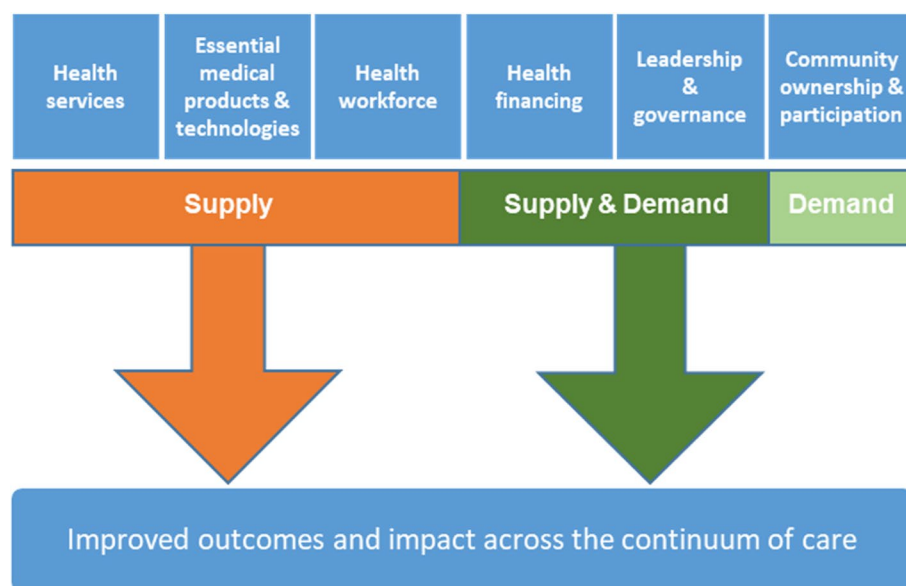 Health
services
Essential
medical
products &
technologies
Health
workforce
Health
financing
Leadership
&
governance
Community
ownership &
participation
Supply
Supply & Demand
Demand
Improved outcomes and impact across the continuum of care